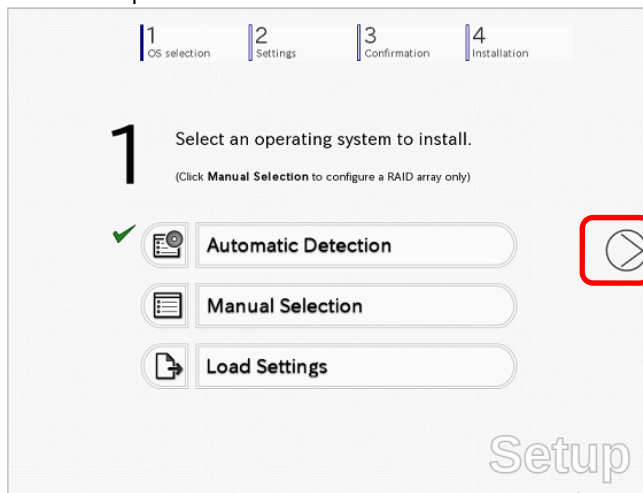 1 2 3 4
OS selection Settings Confirmation Installation
1 Select an operating system to install.
(Click Manual Selection to configure a RAID array only)
Automatic Detection
Manual Selection
Load Settings
Setup